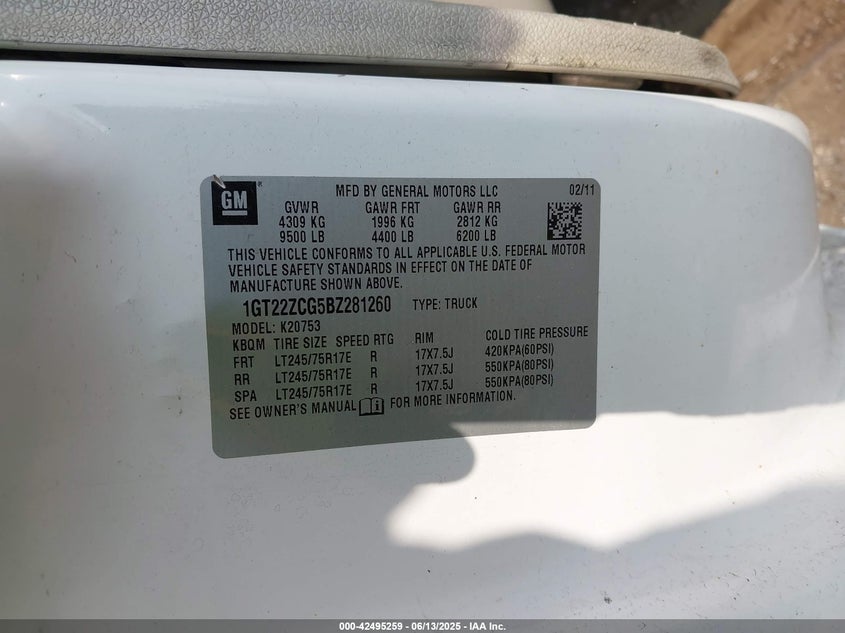 GM ® MFD BY GENERAL MOTORS LLC 02/11
GVWR GAWR FRT GAWR RR
4309 KG 1996 KG 2812 KG
9500 LB 4400 LB 6200 LB
THIS VEHICLE CONFORMS TO ALL APPLICABLE U.S. FEDERAL MOTOR
VEHICLE SAFETY STANDARDS IN EFFECT ON THE DATE OF
MANUFACTURE SHOWN ABOVE.
1GT22ZCG5BZ281260 TYPE: TRUCK
MODEL: K20753
KBQM TIRE SIZE SPEED RTG RIM COLD TIRE PRESSURE
FRT LT245/75R17E R 17X7.5J 420KPA(60PSI)
RR LT245/75R17E R 17X7.5J 550KPA(80PSI)
SPA LT245/75R17E R 17X7.5J 550KPA(80PSI)
SEE OWNER'S MANUAL FOR MORE INFORMATION.
000-42495259 - 06/13/2025 - IAA Inc.